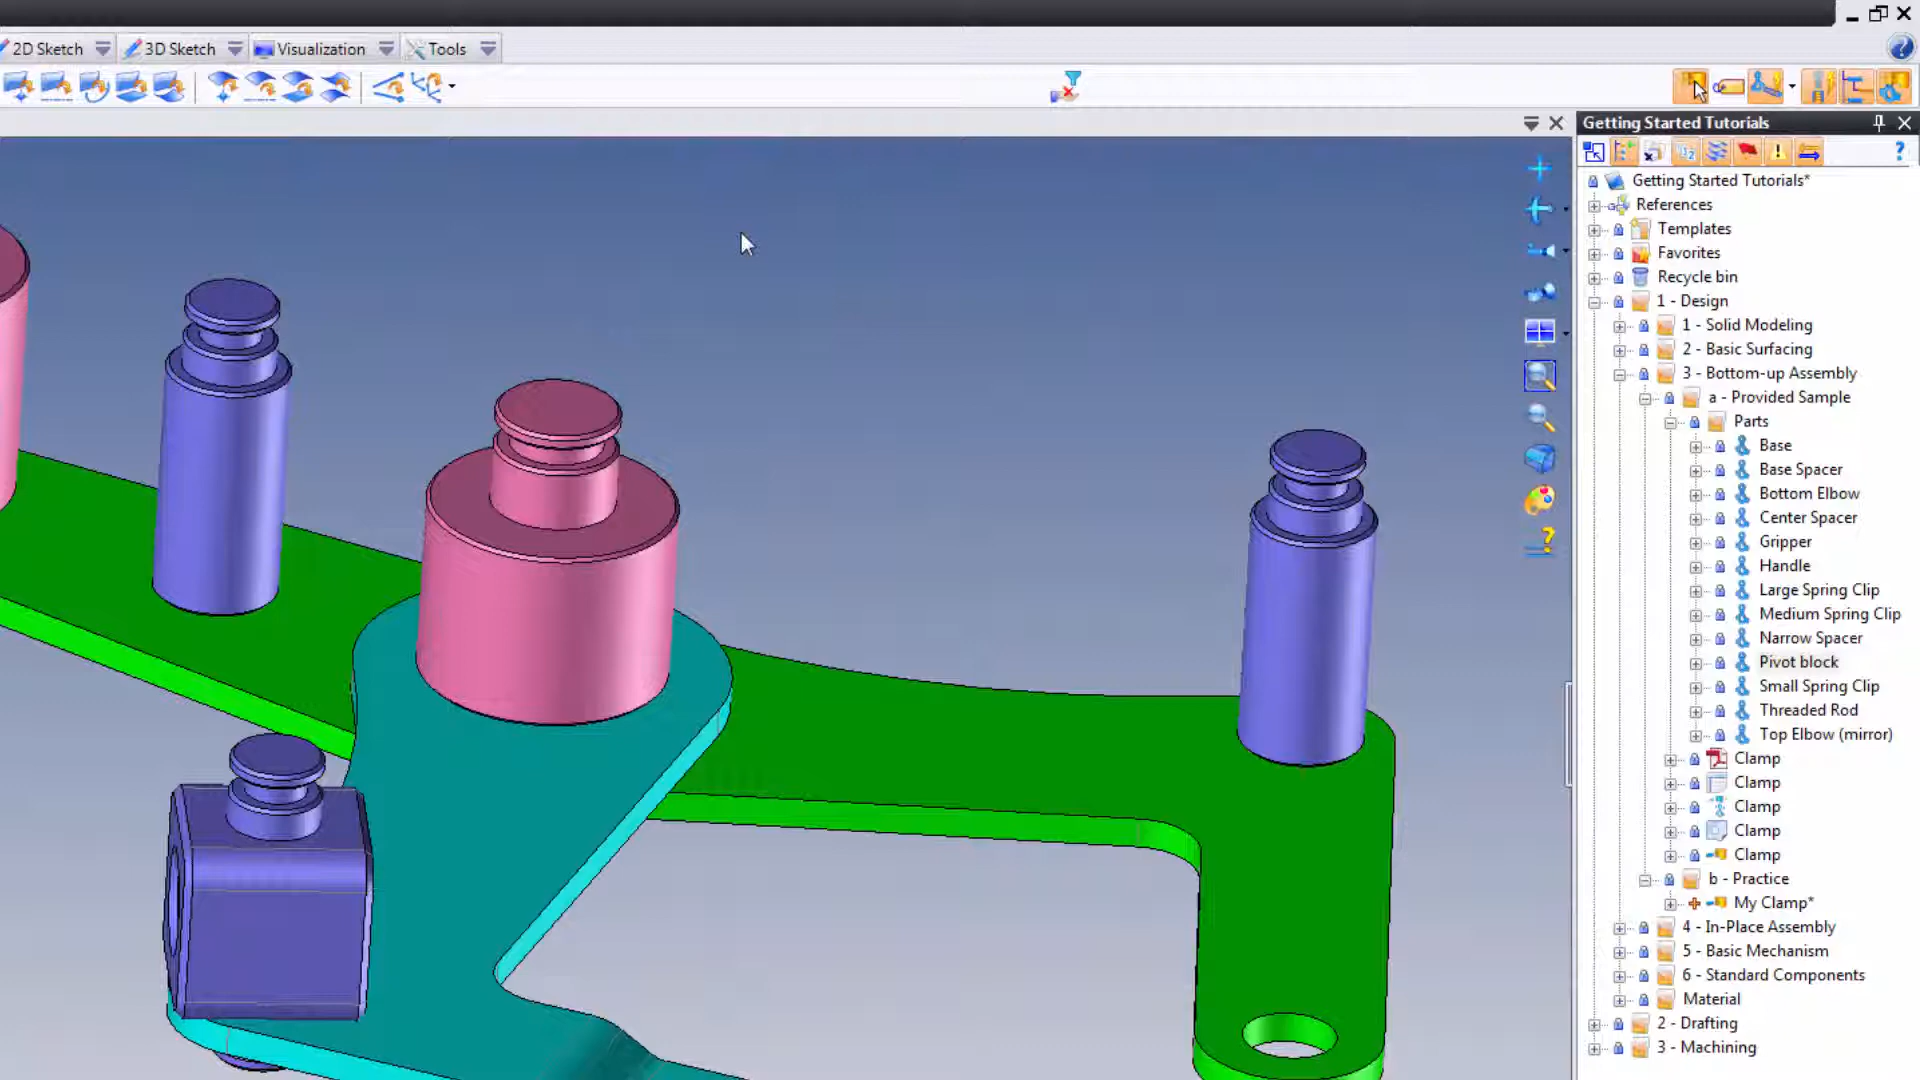 2D Sketch 3D Sketch Visualization Tools
Getting Started Tutorials
Getting Started Tutorials*
References
Templates
Favorites
Recycle bin
1 - Design
1 - Solid Modeling
2 - Basic Surfacing
3 - Bottom-up Assembly
a - Provided Sample
Parts
Base
Base Spacer
Bottom Elbow
Center Spacer
Gripper
Handle
Large Spring Clip
Medium Spring Clip
Narrow Spacer
Pivot block
Small Spring Clip
Threaded Rod
Top Elbow (mirror)
Clamp
Clamp
Clamp
Clamp
Clamp
b - Practice
My Clamp*
4 - In-Place Assembly
5 - Basic Mechanism
6 - Standard Components
Material
2 - Drafting
3 - Machining